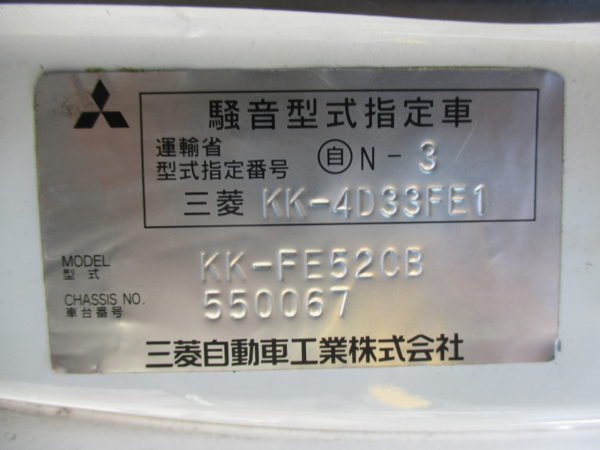 騒音型式指定車
運輸省
型式指定番号 自 N - 3
三菱 KK-4D33FE1
MODEL
型式 KK-FE52CB
CHASSIS NO.
車台番号 550067
三菱自動車工業株式会社